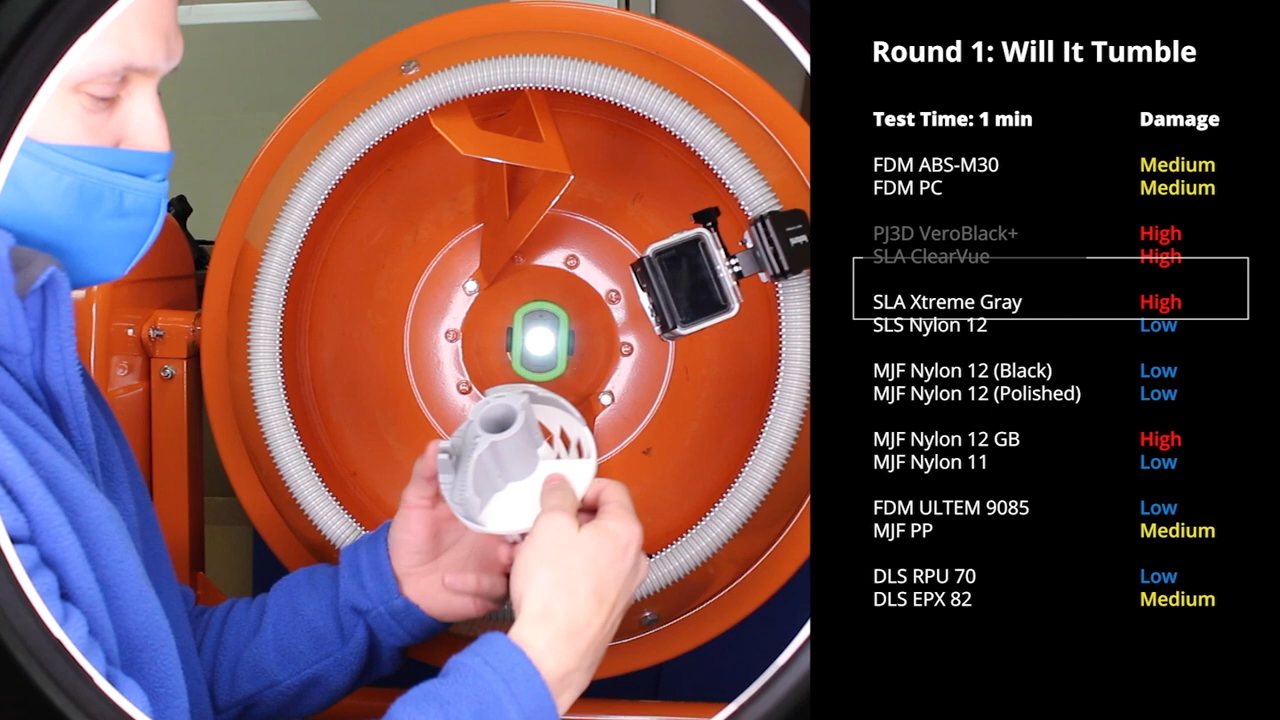 Round 1: Will It Tumble
Test Time: 1 min Damage
FDM ABS-M30 Medium
FDM PC Medium
PJ3D VeroBlack+ High
SLA ClearVue High
SLA Xtreme Gray High
SLS Nylon 12 Low
MJF Nylon 12 (Black) Low
MJF Nylon 12 (Polished) Low
MJF Nylon 12 GB High
MJF Nylon 11 Low
FDM ULTEM 9085 Low
MJF PP Medium
DLS RPU 70 Low
DLS EPX 82 Medium